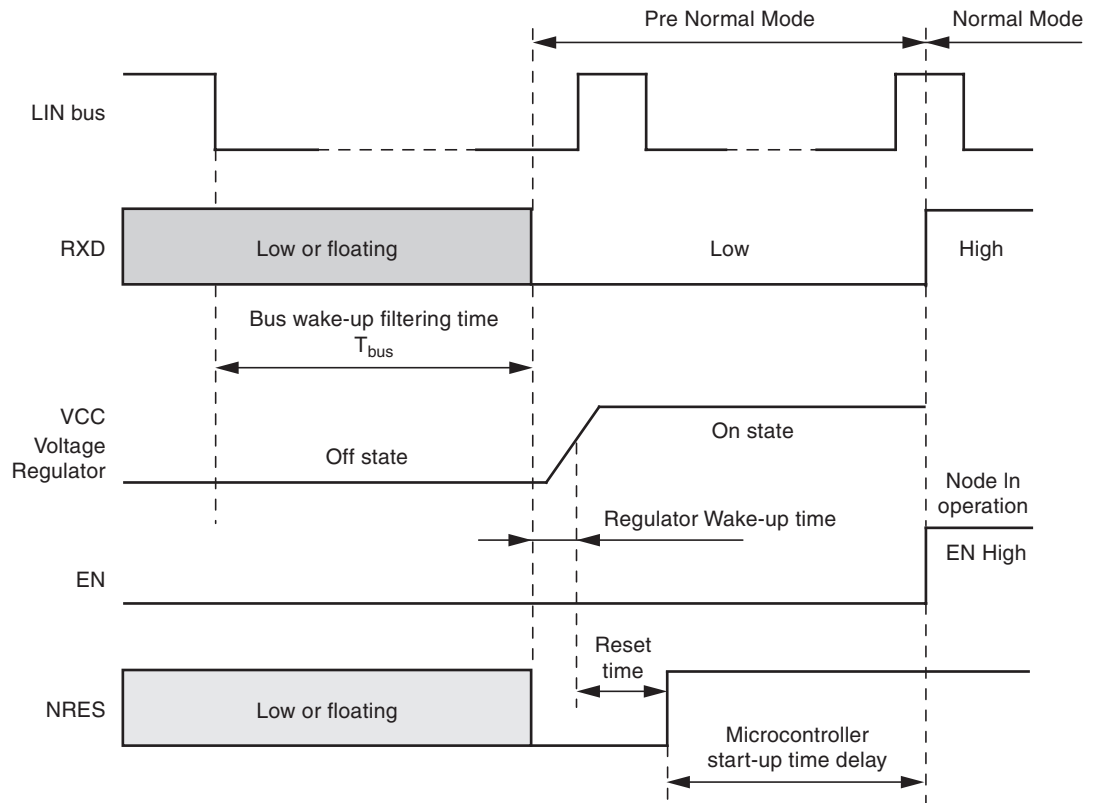 Pre Normal Mode
Normal Mode
LIN bus
RXD
Low or floating
Low
High
Bus wake-up filtering time
Tbus
VCC
Voltage
Regulator
Off state
On state
Node In
operation
Regulator Wake-up time
EN
EN High
Reset
time
NRES
Low or floating
Microcontroller
start-up time delay